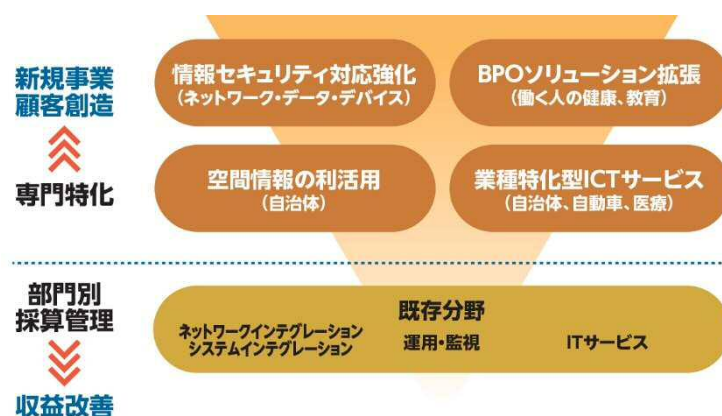 新規事業
顧客創造
専門特化
情報セキュリティ対応強化
(ネットワーク・データ・デバイス)
BPOソリューション拡張
(働く人の健康、教育)
空間情報の利活用
(自治体)
業種特化型ICTサービス
(自治体、自動車、医療)
部門別
採算管理
収益改善
既存分野
ネットワークインテグレーション
システムインテグレーション
運用・監視
ITサービス